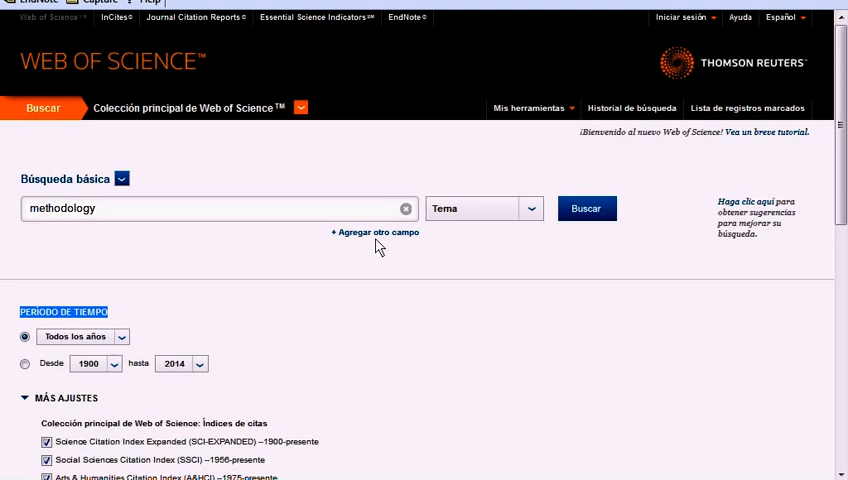 EndNote Capture Help
Web of Science™ InCites® Journal Citation Reports® Essential Science Indicators℠ EndNote® Iniciar sesión Ayuda Español
WEB OF SCIENCE™
THOMSON REUTERS™
Buscar Colección principal de Web of Science™ Mis herramientas Historial de búsqueda Lista de registros marcados
¡Bienvenido al nuevo Web of Science! Vea un breve tutorial.
Búsqueda básica
methodology Tema Buscar
Haga clic aquí para
obtener sugerencias
para mejorar su
búsqueda.
+ Agregar otro campo
PERÍODO DE TIEMPO
Todos los años
Desde 1900 hasta 2014
MÁS AJUSTES
Colección principal de Web of Science: Índices de citas
Science Citation Index Expanded (SCI-EXPANDED) --1900-presente
Social Sciences Citation Index (SSCI) --1956-presente
Arts & Humanities Citation Index (A&HCI) --1975-presente